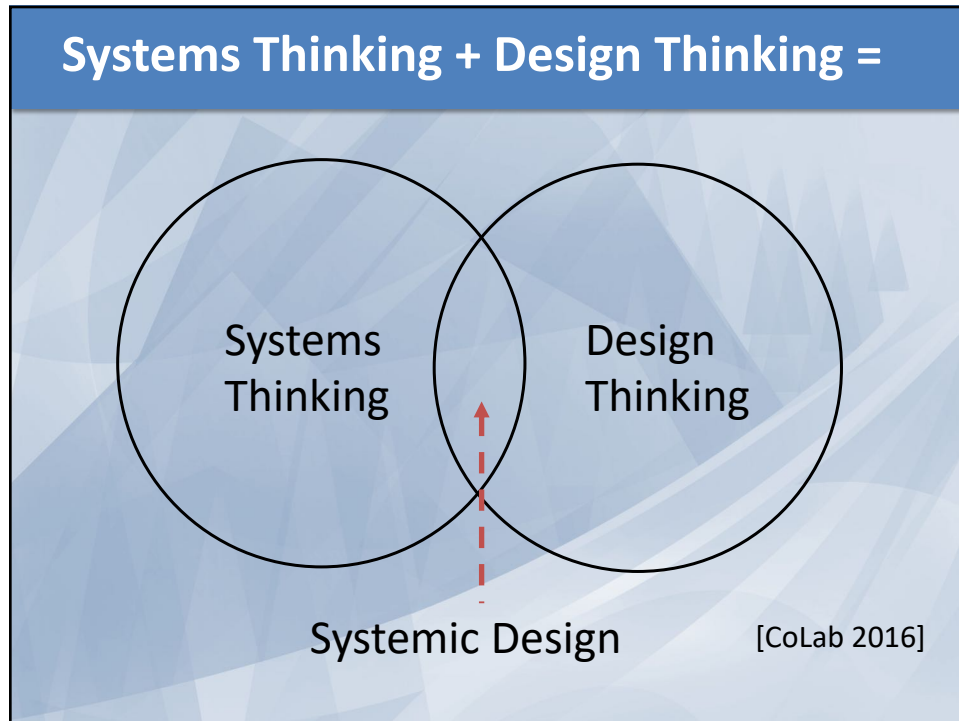 Systems Thinking + Design Thinking =
Systems
Thinking
Design
Thinking
Systemic Design
[CoLab 2016]